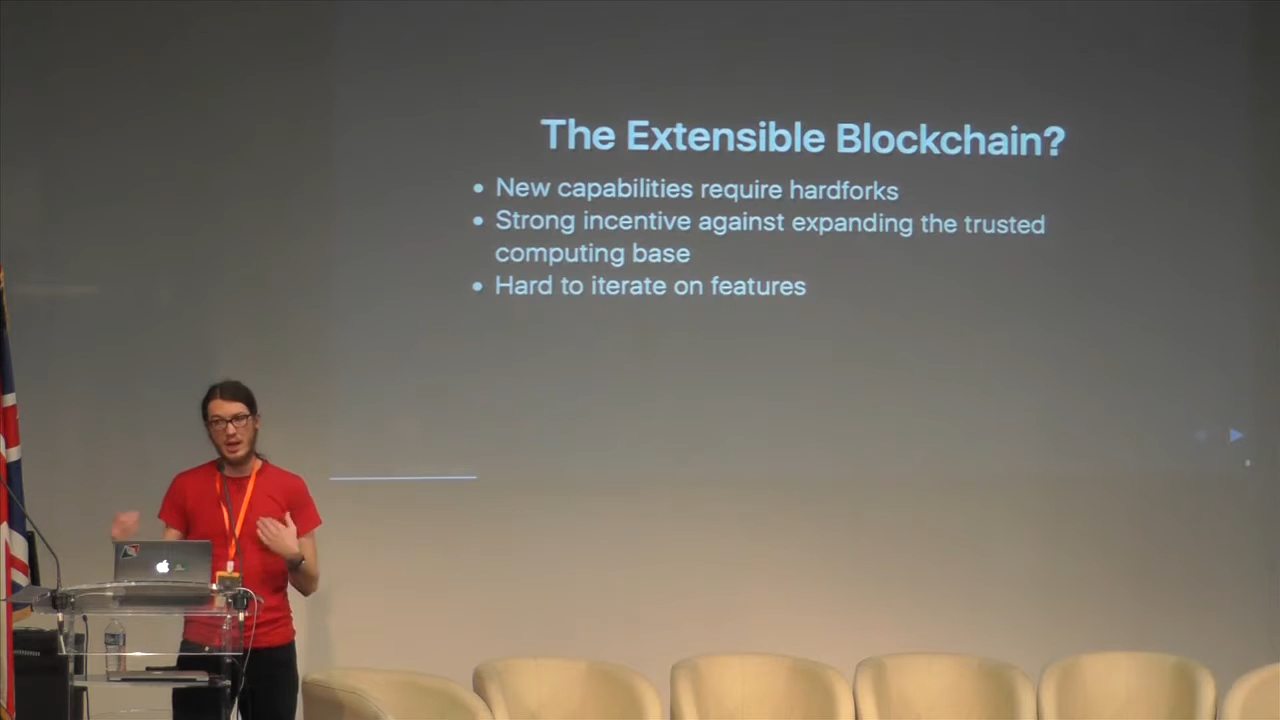 The Extensible Blockchain?
• New capabilities require hardforks
• Strong incentive against expanding the trusted
computing base
• Hard to iterate on features